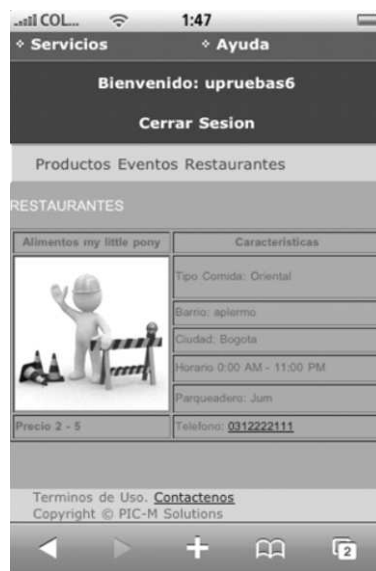 COL... 1:47
Servicios Ayuda
Bienvenido: upruebas6
Cerrar Sesion
Productos Eventos Restaurantes
RESTAURANTES
Alimentos my little pony Caracteristicas
Tipo Comida: Oriental
Barrio: aplermo
Ciudad: Bogota
Horario 0:00 AM - 11:00 PM
Parqueadero: Jum
Precio 2 - 5 Telefono: 0312222111
Terminos de Uso. Contactenos
Copyright © PIC-M Solutions
2